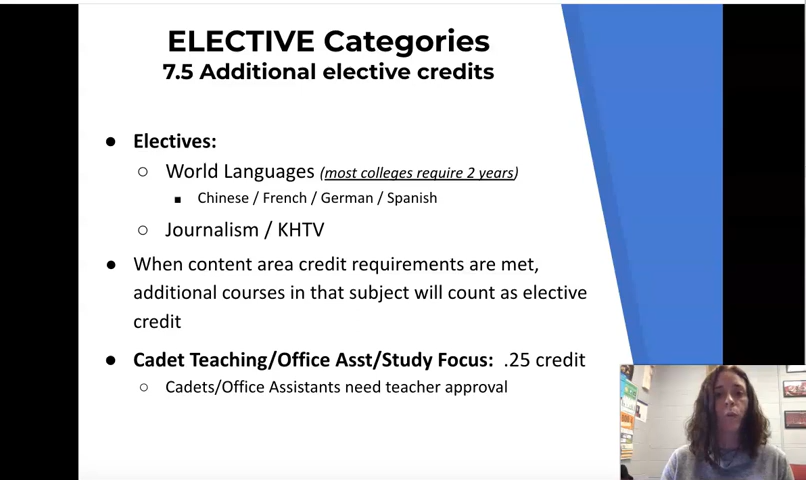 ELECTIVE Categories
7.5 Additional elective credits
● Electives:
○ World Languages (most colleges require 2 years)
■ Chinese / French / German / Spanish
○ Journalism / KHTV
● When content area credit requirements are met,
additional courses in that subject will count as elective
credit
● Cadet Teaching/Office Asst/Study Focus: .25 credit
○ Cadets/Office Assistants need teacher approval